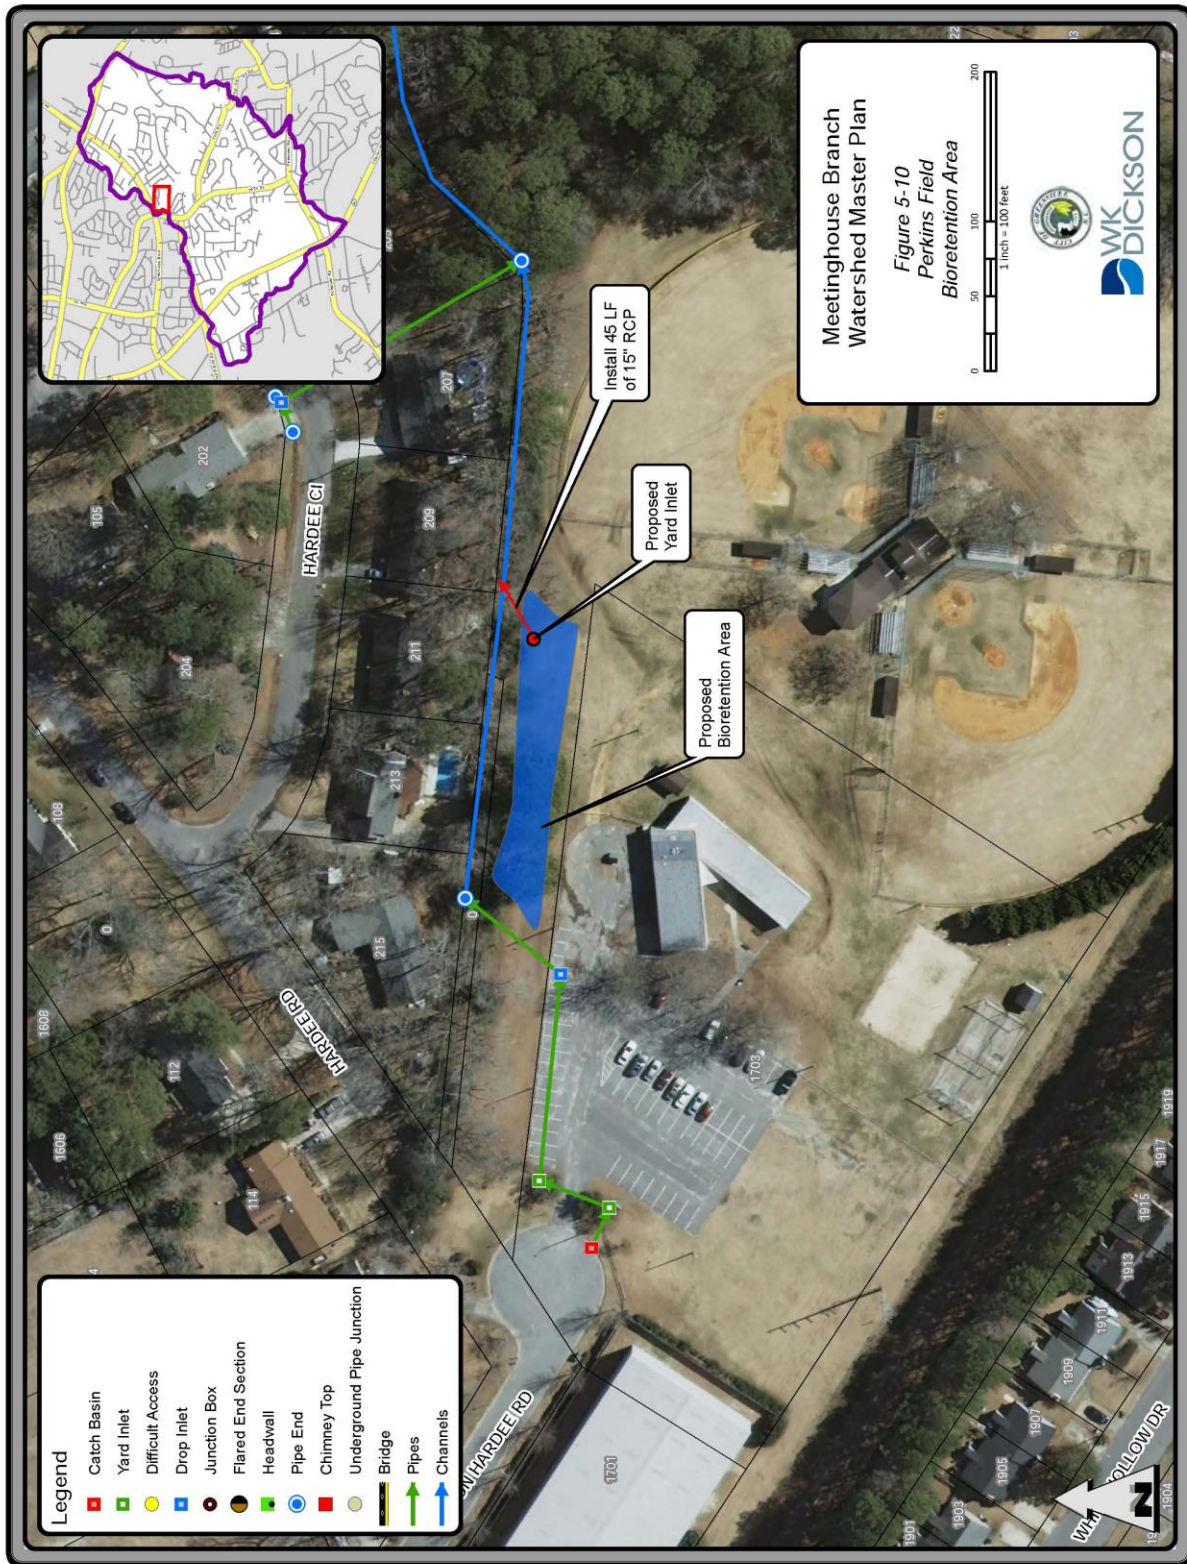 Legend
Catch Basin
Yard Inlet
Difficult Access
Drop Inlet
Junction Box
Flared End Section
Headwall
Pipe End
Chimney Top
Underground Pipe Junction
Bridge
Pipes
Channels
Meetinghouse Branch
Watershed Master Plan
Figure 5-10
Perkins Field
Bioretention Area
0 50 100 200
1 inch = 100 feet
WK
DICKSON
Install 45 LF
of 15" RCP
Proposed
Yard Inlet
Proposed
Bioretention Area
HARDEE CI
HARDEE RD
ON HARDEE RD
OLLOW DR
N
105
202
204
108
207
209
211
213
215
0
0
1608
112
1606
114
1703
1701
1919
1917
1915
1913
1911
1909
1907
1905
1903
1901
1904